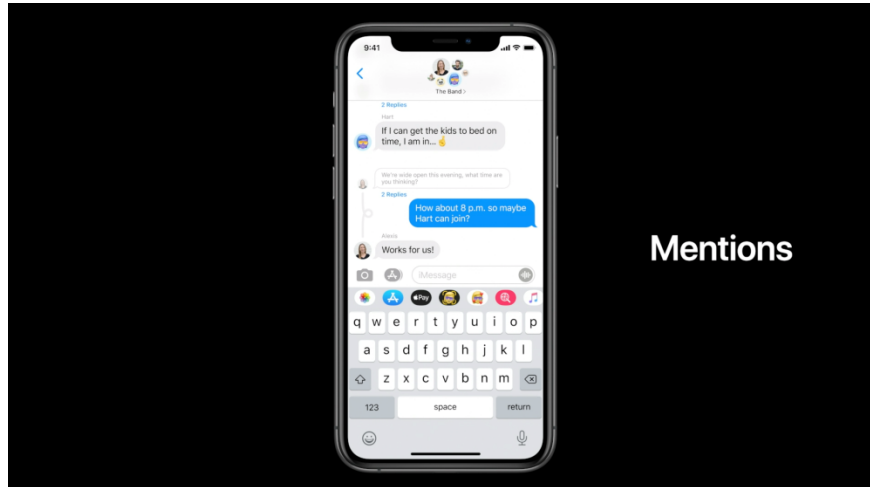 9:41
The Band >
2 Replies
Hart
If I can get the kids to bed on
time, I am in...🤞
We're wide open this evening, what time are
you thinking?
2 Replies
How about 8 p.m. so maybe
Hart can join?
Alexis
Works for us!
iMessage
Pay
q w e r t y u i o p
a s d f g h j k l
z x c v b n m
123 space return
Mentions